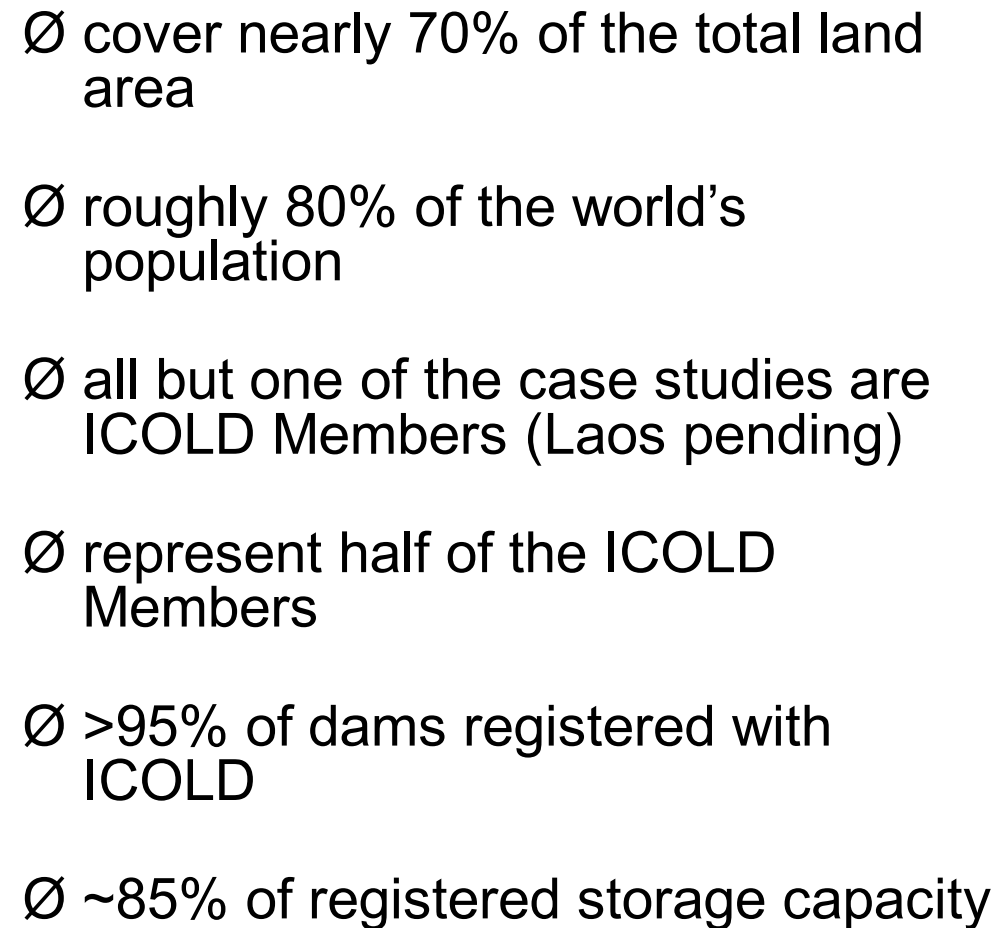 Ø cover nearly 70% of the total land
area
Ø roughly 80% of the world’s
population
Ø all but one of the case studies are
ICOLD Members (Laos pending)
Ø represent half of the ICOLD
Members
Ø >95% of dams registered with
ICOLD
Ø ~85% of registered storage capacity